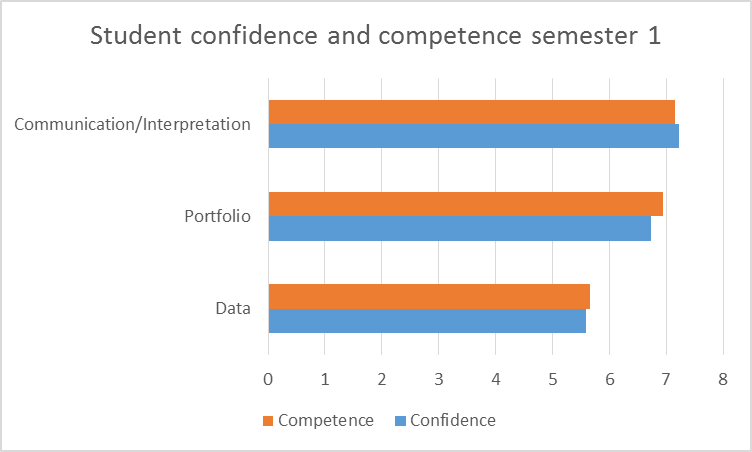 Student confidence and competence semester 1
Communication/Interpretation
Portfolio
Data
0 1 2 3 4 5 6 7 8
Competence Confidence